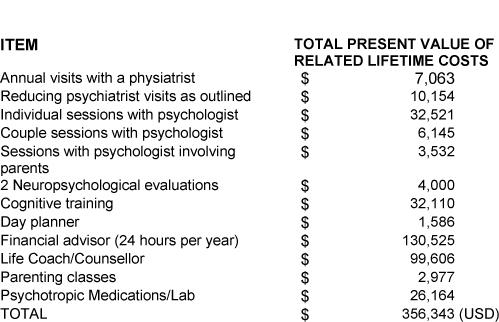 ITEM TOTAL PRESENT VALUE OF
RELATED LIFETIME COSTS
Annual visits with a physiatrist $ 7,063
Reducing psychiatrist visits as outlined $ 10,154
Individual sessions with psychologist $ 32,521
Couple sessions with psychologist $ 6,145
Sessions with psychologist involving $ 3,532
parents
2 Neuropsychological evaluations $ 4,000
Cognitive training $ 32,110
Day planner $ 1,586
Financial advisor (24 hours per year) $ 130,525
Life Coach/Counsellor $ 99,606
Parenting classes $ 2,977
Psychotropic Medications/Lab $ 26,164
TOTAL $ 356,343 (USD)